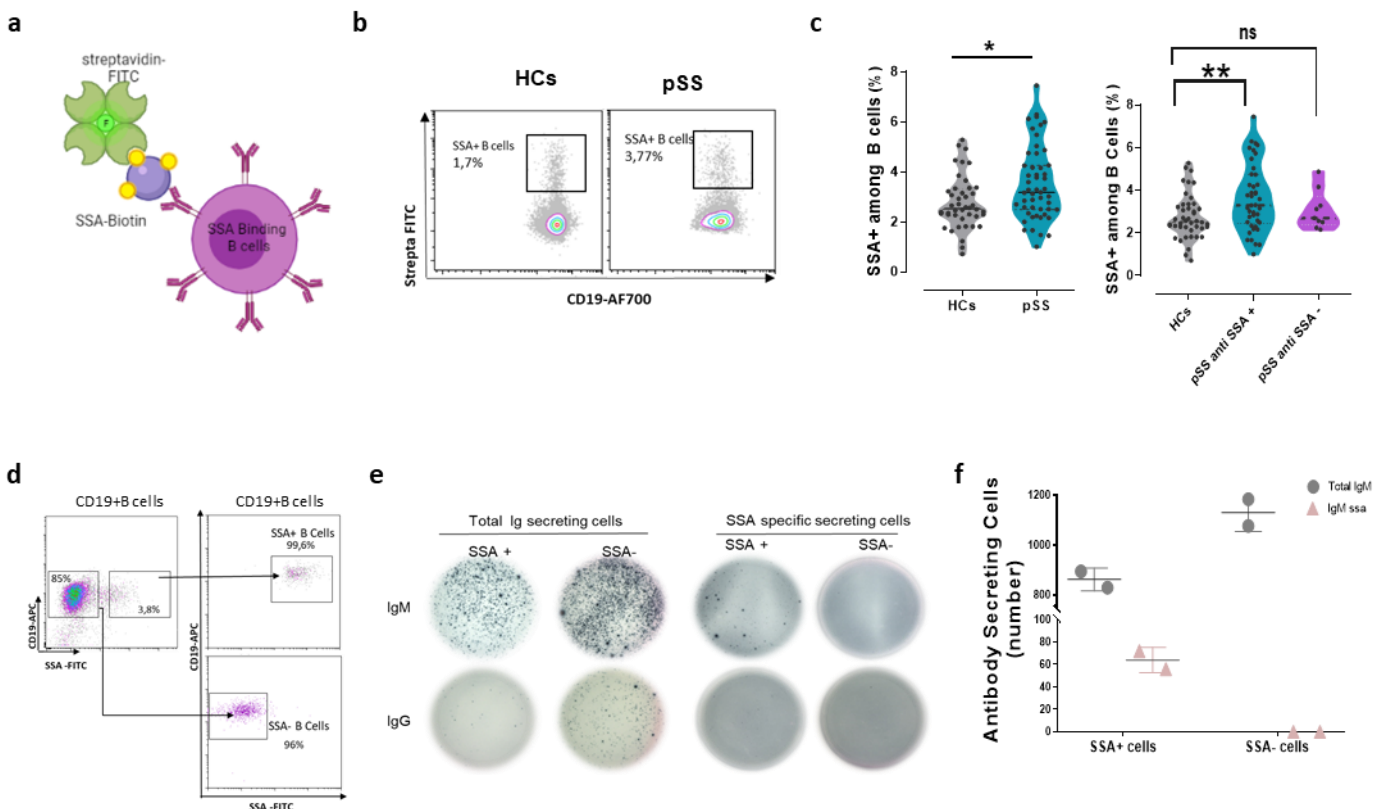 a
streptavidin-
FITC
F
SSA-Biotin
SSA Binding
B cells
b
HCs
pSS
SSA+ B cells
1,7%
SSA+ B cells
3,77%
Strepta FITC
CD19-AF700
c
*
SSA+ among B cells (%)
8
6
4
2
0
HCs
pSS
ns
**
SSA+ among B Cells (%)
8
6
4
2
0
HCs
pSS anti SSA +
pSS anti SSA -
d
CD19+B cells
85%
3,8%
CD19-APC
SSA -FITC
CD19+B cells
SSA+ B Cells
99,6%
CD19-APC
SSA- B Cells
96%
SSA -FITC
e
Total Ig secreting cells
SSA specific secreting cells
SSA +
SSA-
SSA +
SSA-
IgM
IgG
f
Total IgM
IgM ssa
Antibody Secreting Cells
(number)
1200
1000
800
100
80
60
40
20
0
SSA+ cells
SSA- cells